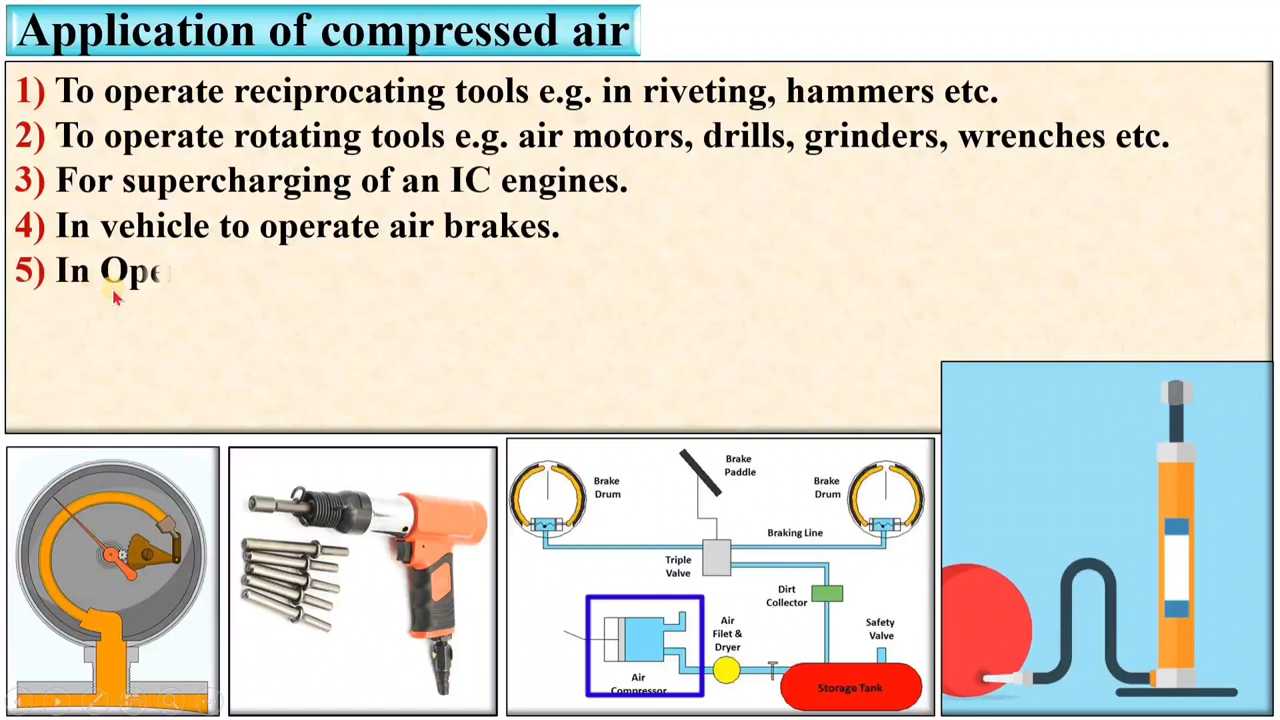 Application of compressed air
1) To operate reciprocating tools e.g. in riveting, hammers etc.
2) To operate rotating tools e.g. air motors, drills, grinders, wrenches etc.
3) For supercharging of an IC engines.
4) In vehicle to operate air brakes.
5) In Ope
Brake
Paddle
Brake
Drum
Brake
Drum
Braking Line
Triple
Valve
Dirt
Collector
Air
Filet &
Dryer
Safety
Valve
Air
Compressor
Storage Tank